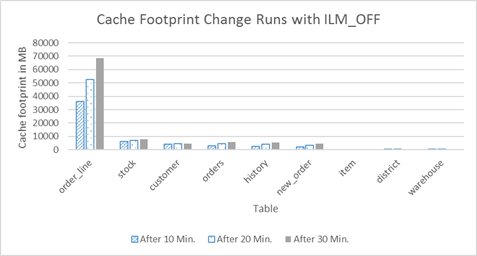 Cache Footprint Change Runs with ILM_OFF
Cache footprint in MB
80000
70000
60000
50000
40000
30000
20000
10000
0
order_line
stock
customer
orders
history
new_order
item
district
warehouse
Table
After 10 Min.
After 20 Min.
After 30 Min.